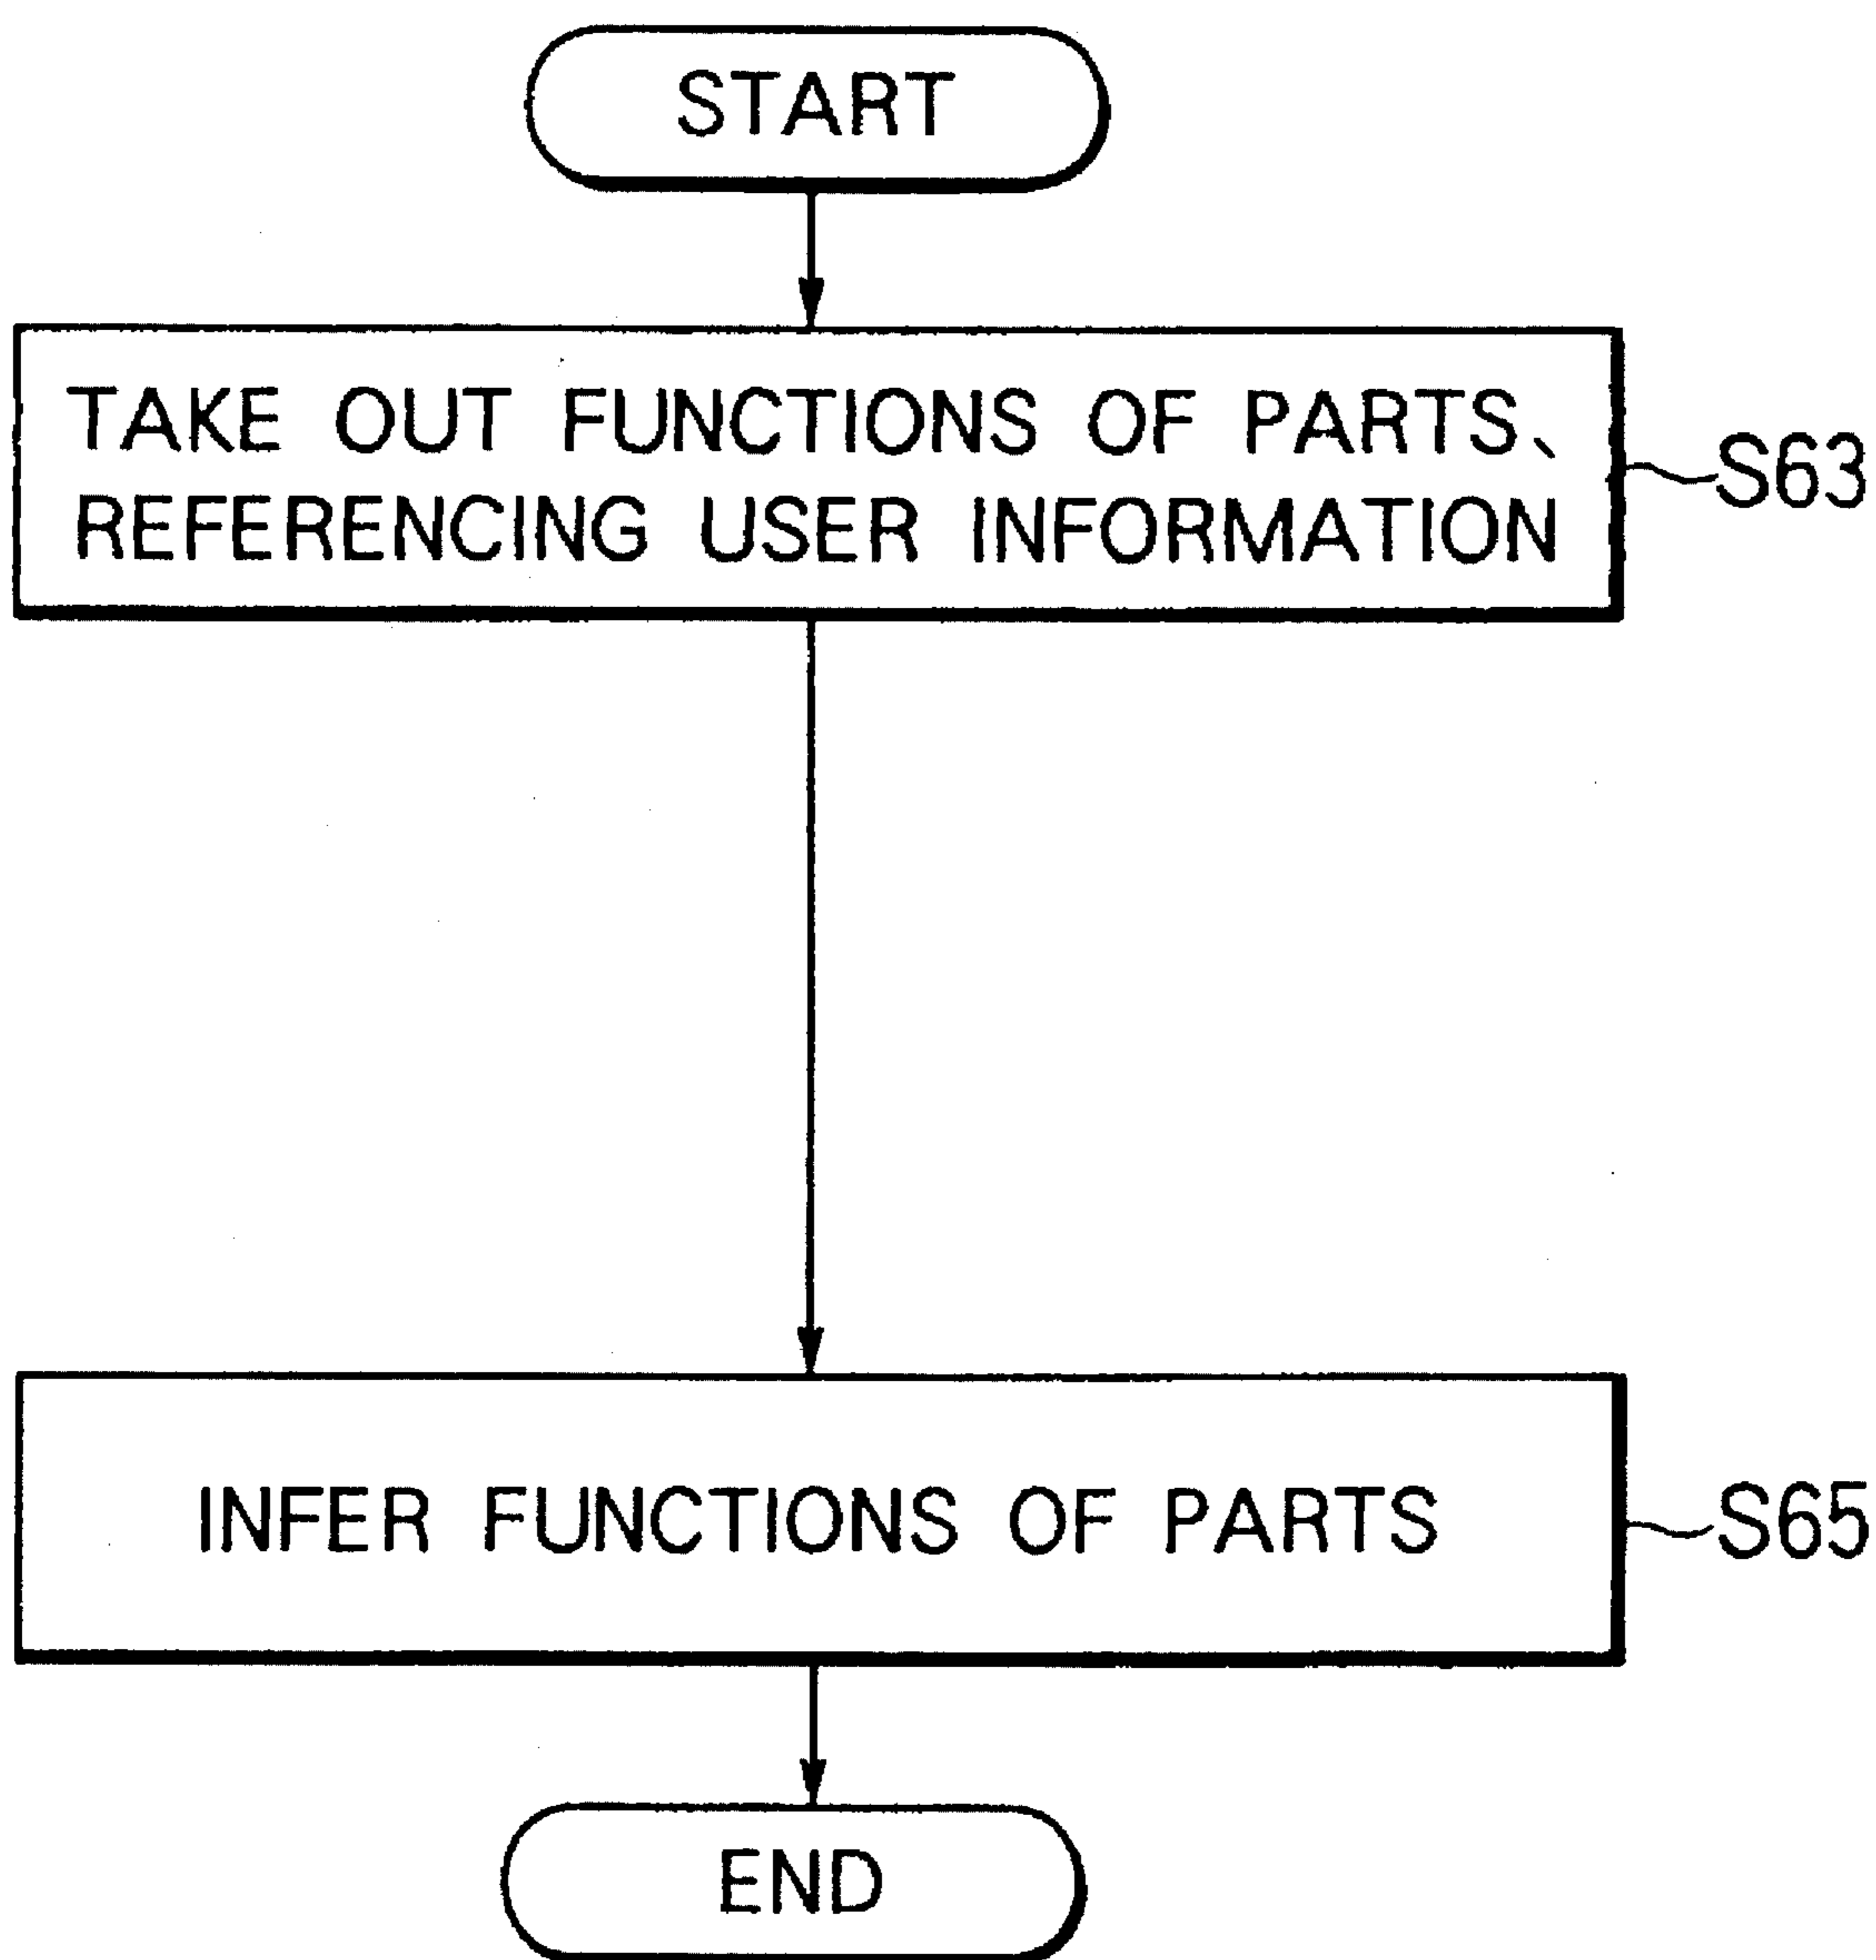 START
TAKE OUT FUNCTIONS OF PARTS、
REFERENCING USER INFORMATION
S63
INFER FUNCTIONS OF PARTS
S65
END